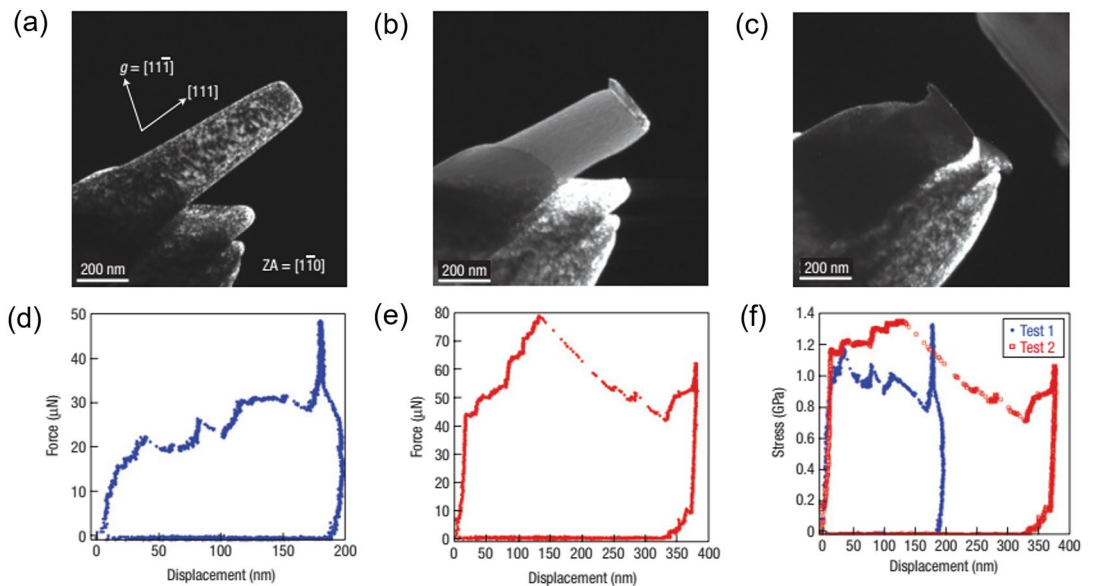 (a)
g = [111̄]
[111]
ZA = [11̄0]
200 nm
(b)
200 nm
(c)
200 nm
(d)
Force (μN)
50
40
30
20
10
0
0 50 100 150 200
Displacement (nm)
(e)
Force (μN)
80
70
60
50
40
30
20
10
0
0 50 100 150 200 250 300 350 400
Displacement (nm)
(f)
Stress (GPa)
1.4
1.2
1.0
0.8
0.6
0.4
0.2
0
0 50 100 150 200 250 300 350 400
Displacement (nm)
Test 1
Test 2